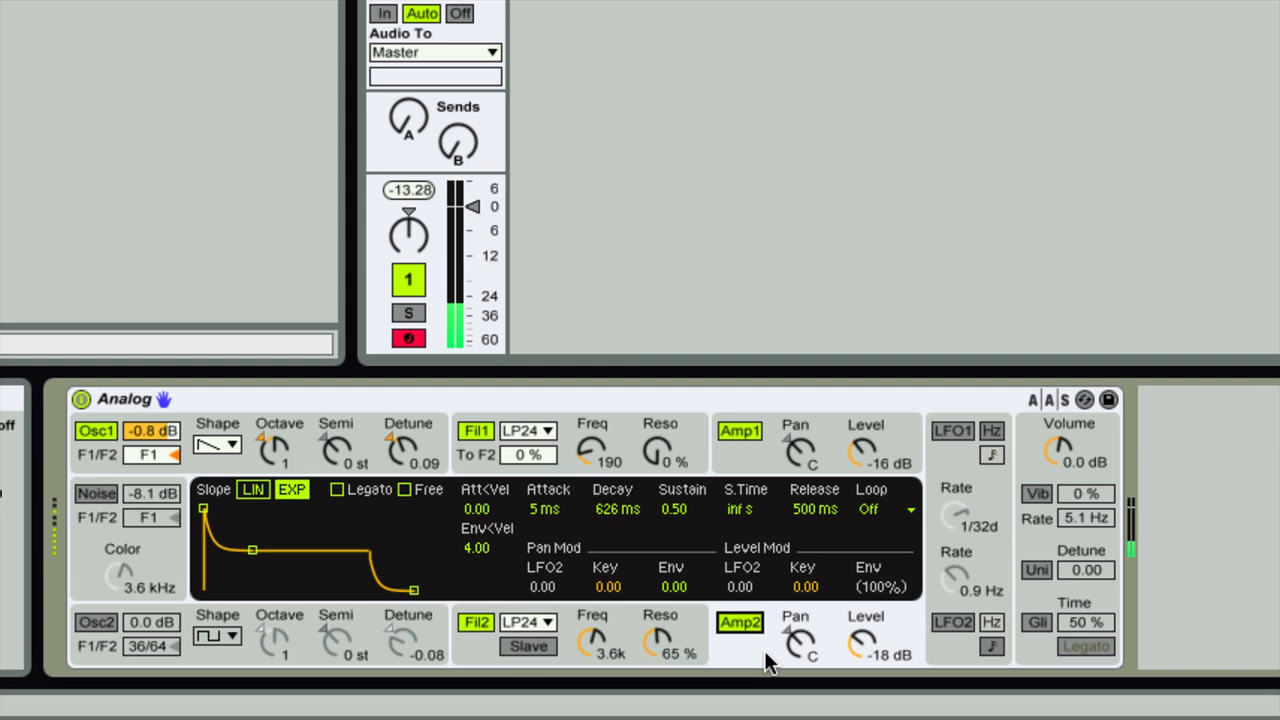 In Auto Off
Audio To
Master
Sends
A
B
-13.28
6
0
6
12
24
36
60
1
S
off
Analog
A|A|S
Osc1 -0.8 dB
F1/F2 F1
Shape Octave Semi Detune
1 0 st 0.09
Fil1 LP24
To F2 0 %
Freq Reso
190 0 %
Amp1 Pan Level
C -16 dB
LFO1 Hz
Volume
0.0 dB
Noise -8.1 dB
F1/F2 F1
Color
3.6 kHz
Slope LIN EXP Legato Free
Att<Vel Attack Decay Sustain S.Time Release Loop
0.00 5 ms 626 ms 0.50 inf s 500 ms Off
Env<Vel
4.00
Pan Mod Level Mod
LFO2 Key Env LFO2 Key Env
0.00 0.00 0.00 0.00 0.00 (100%)
Rate
1/32d
Rate
0.9 Hz
Vib 0 %
Rate 5.1 Hz
Detune
Uni 0.00
Time
Gli 50 %
Legato
Osc2 0.0 dB
F1/F2 36/64
Shape Octave Semi Detune
1 0 st -0.08
Fil2 LP24
Slave
Freq Reso
3.6k 65 %
Amp2 Pan Level
C -18 dB
LFO2 Hz